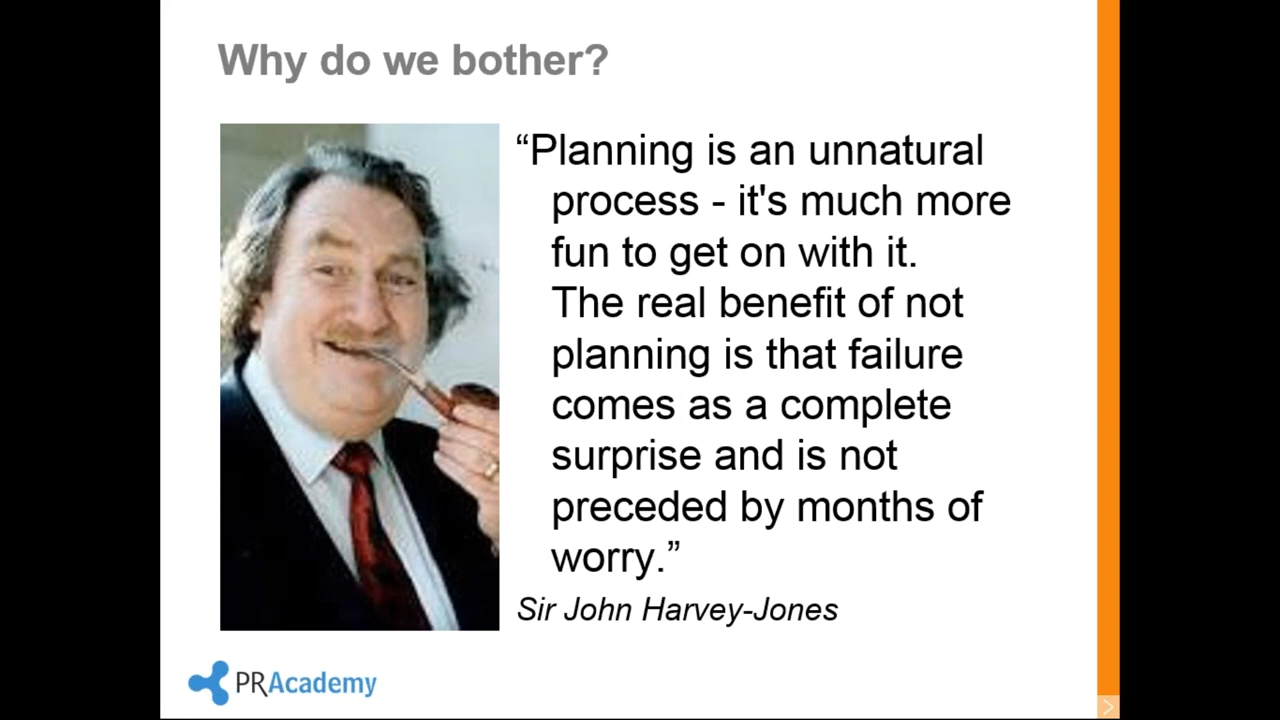 Why do we bother?
“Planning is an unnatural
process - it's much more
fun to get on with it.
The real benefit of not
planning is that failure
comes as a complete
surprise and is not
preceded by months of
worry.”
Sir John Harvey-Jones
PRAcademy